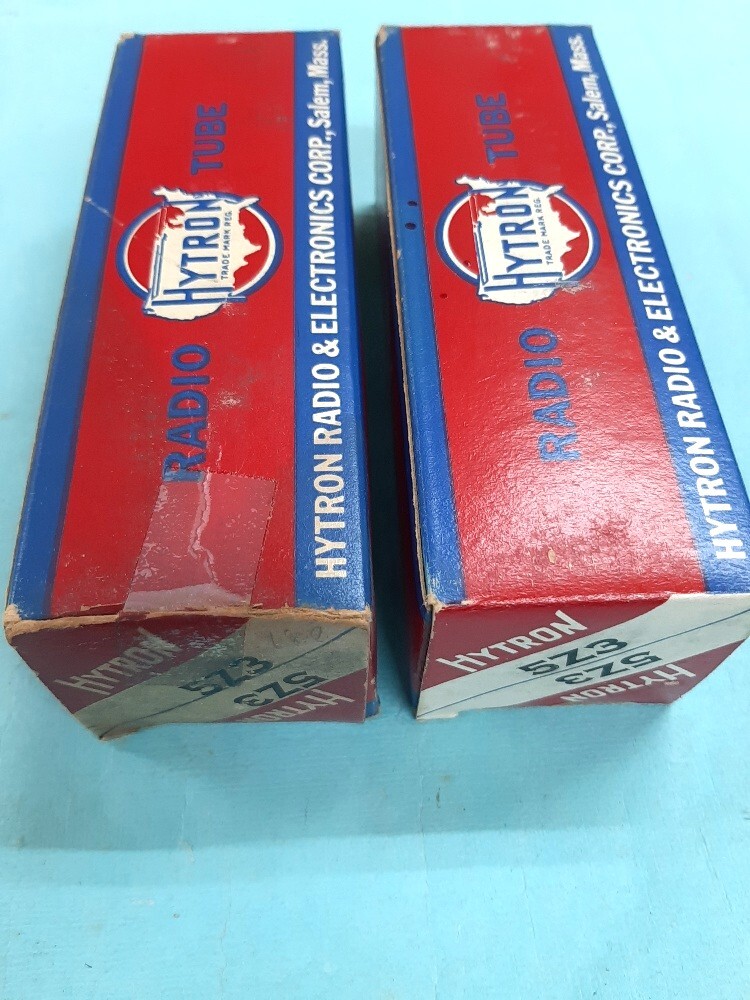 RADIO TUBE
HYTRON
TRADE MARK REG.
HYTRON RADIO & ELECTRONICS CORP., Salem, Mass.
HYTRON
5Z3
5Z3
HYTRON
RADIO TUBE
HYTRON
TRADE MARK REG.
HYTRON RADIO & ELECTRONICS CORP., Salem, Mass.
HYTRON
5Z3
5Z3
HYTRON